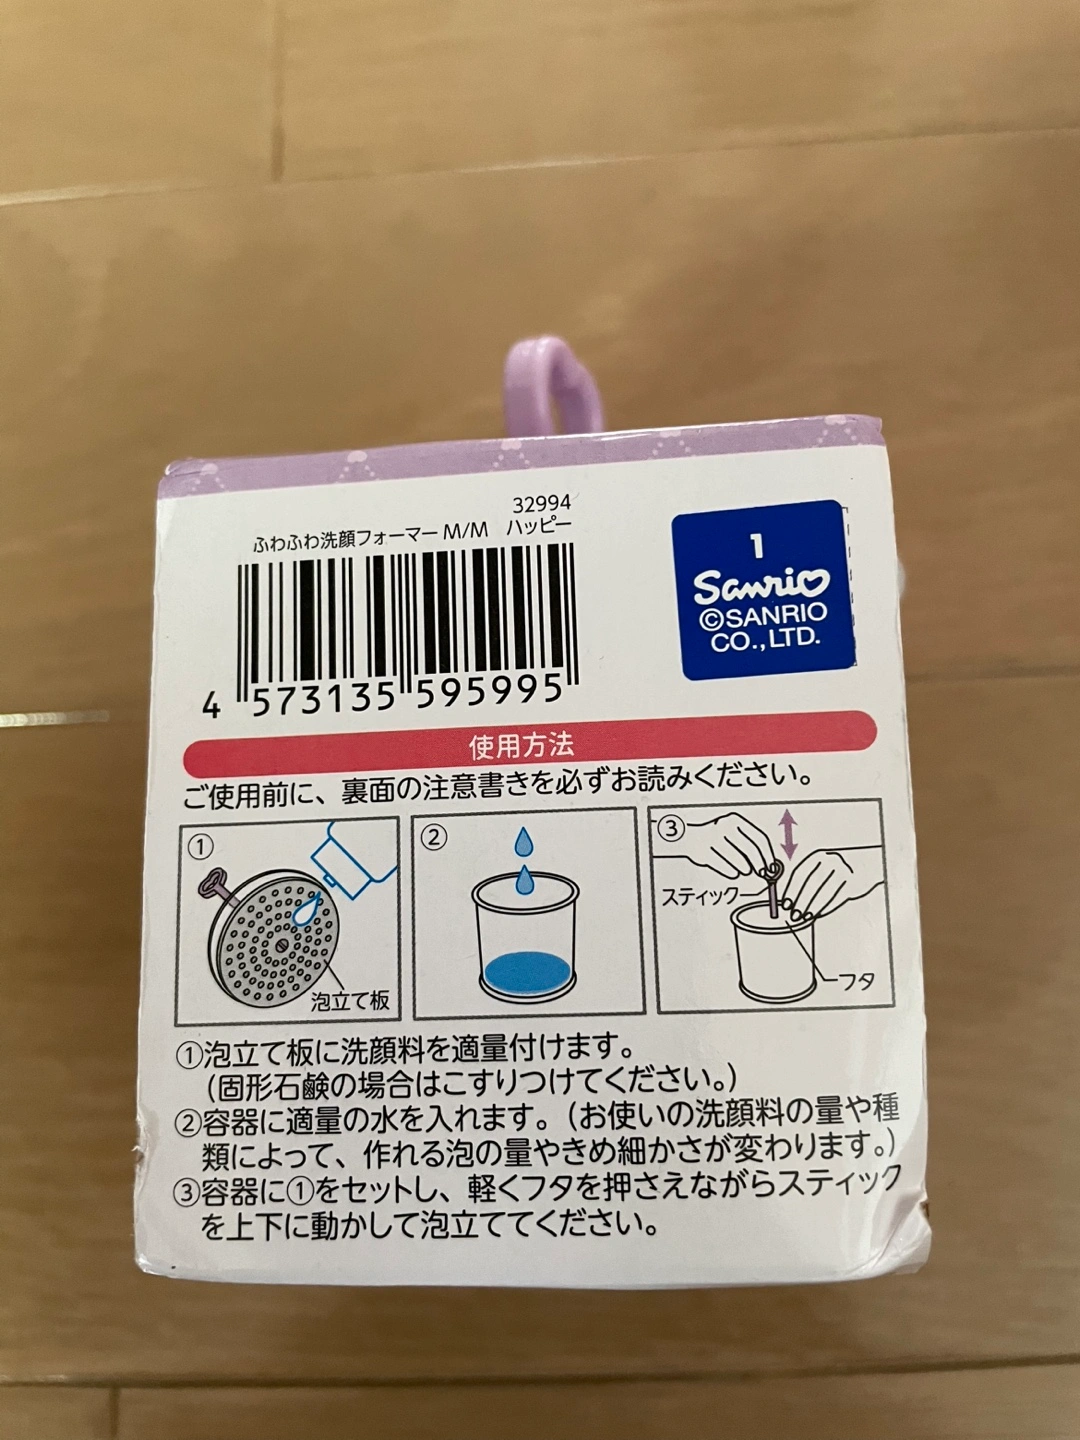 32994
ふわふわ洗顔フォーマー M/M ハッピー
4 573135 595995
1
Sanrio
©SANRIO
CO.,LTD.
使用方法
ご使用前に、裏面の注意書きを必ずお読みください。
①
泡立て板
②
③
スティック
フタ
①泡立て板に洗顔料を適量付けます。
(固形石鹸の場合はこすりつけてください。)
②容器に適量の水を入れます。(お使いの洗顔料の量や種
類によって、作れる泡の量やきめ細かさが変わります。)
③容器に①をセットし、軽くフタを押さえながらスティック
を上下に動かして泡立ててください。